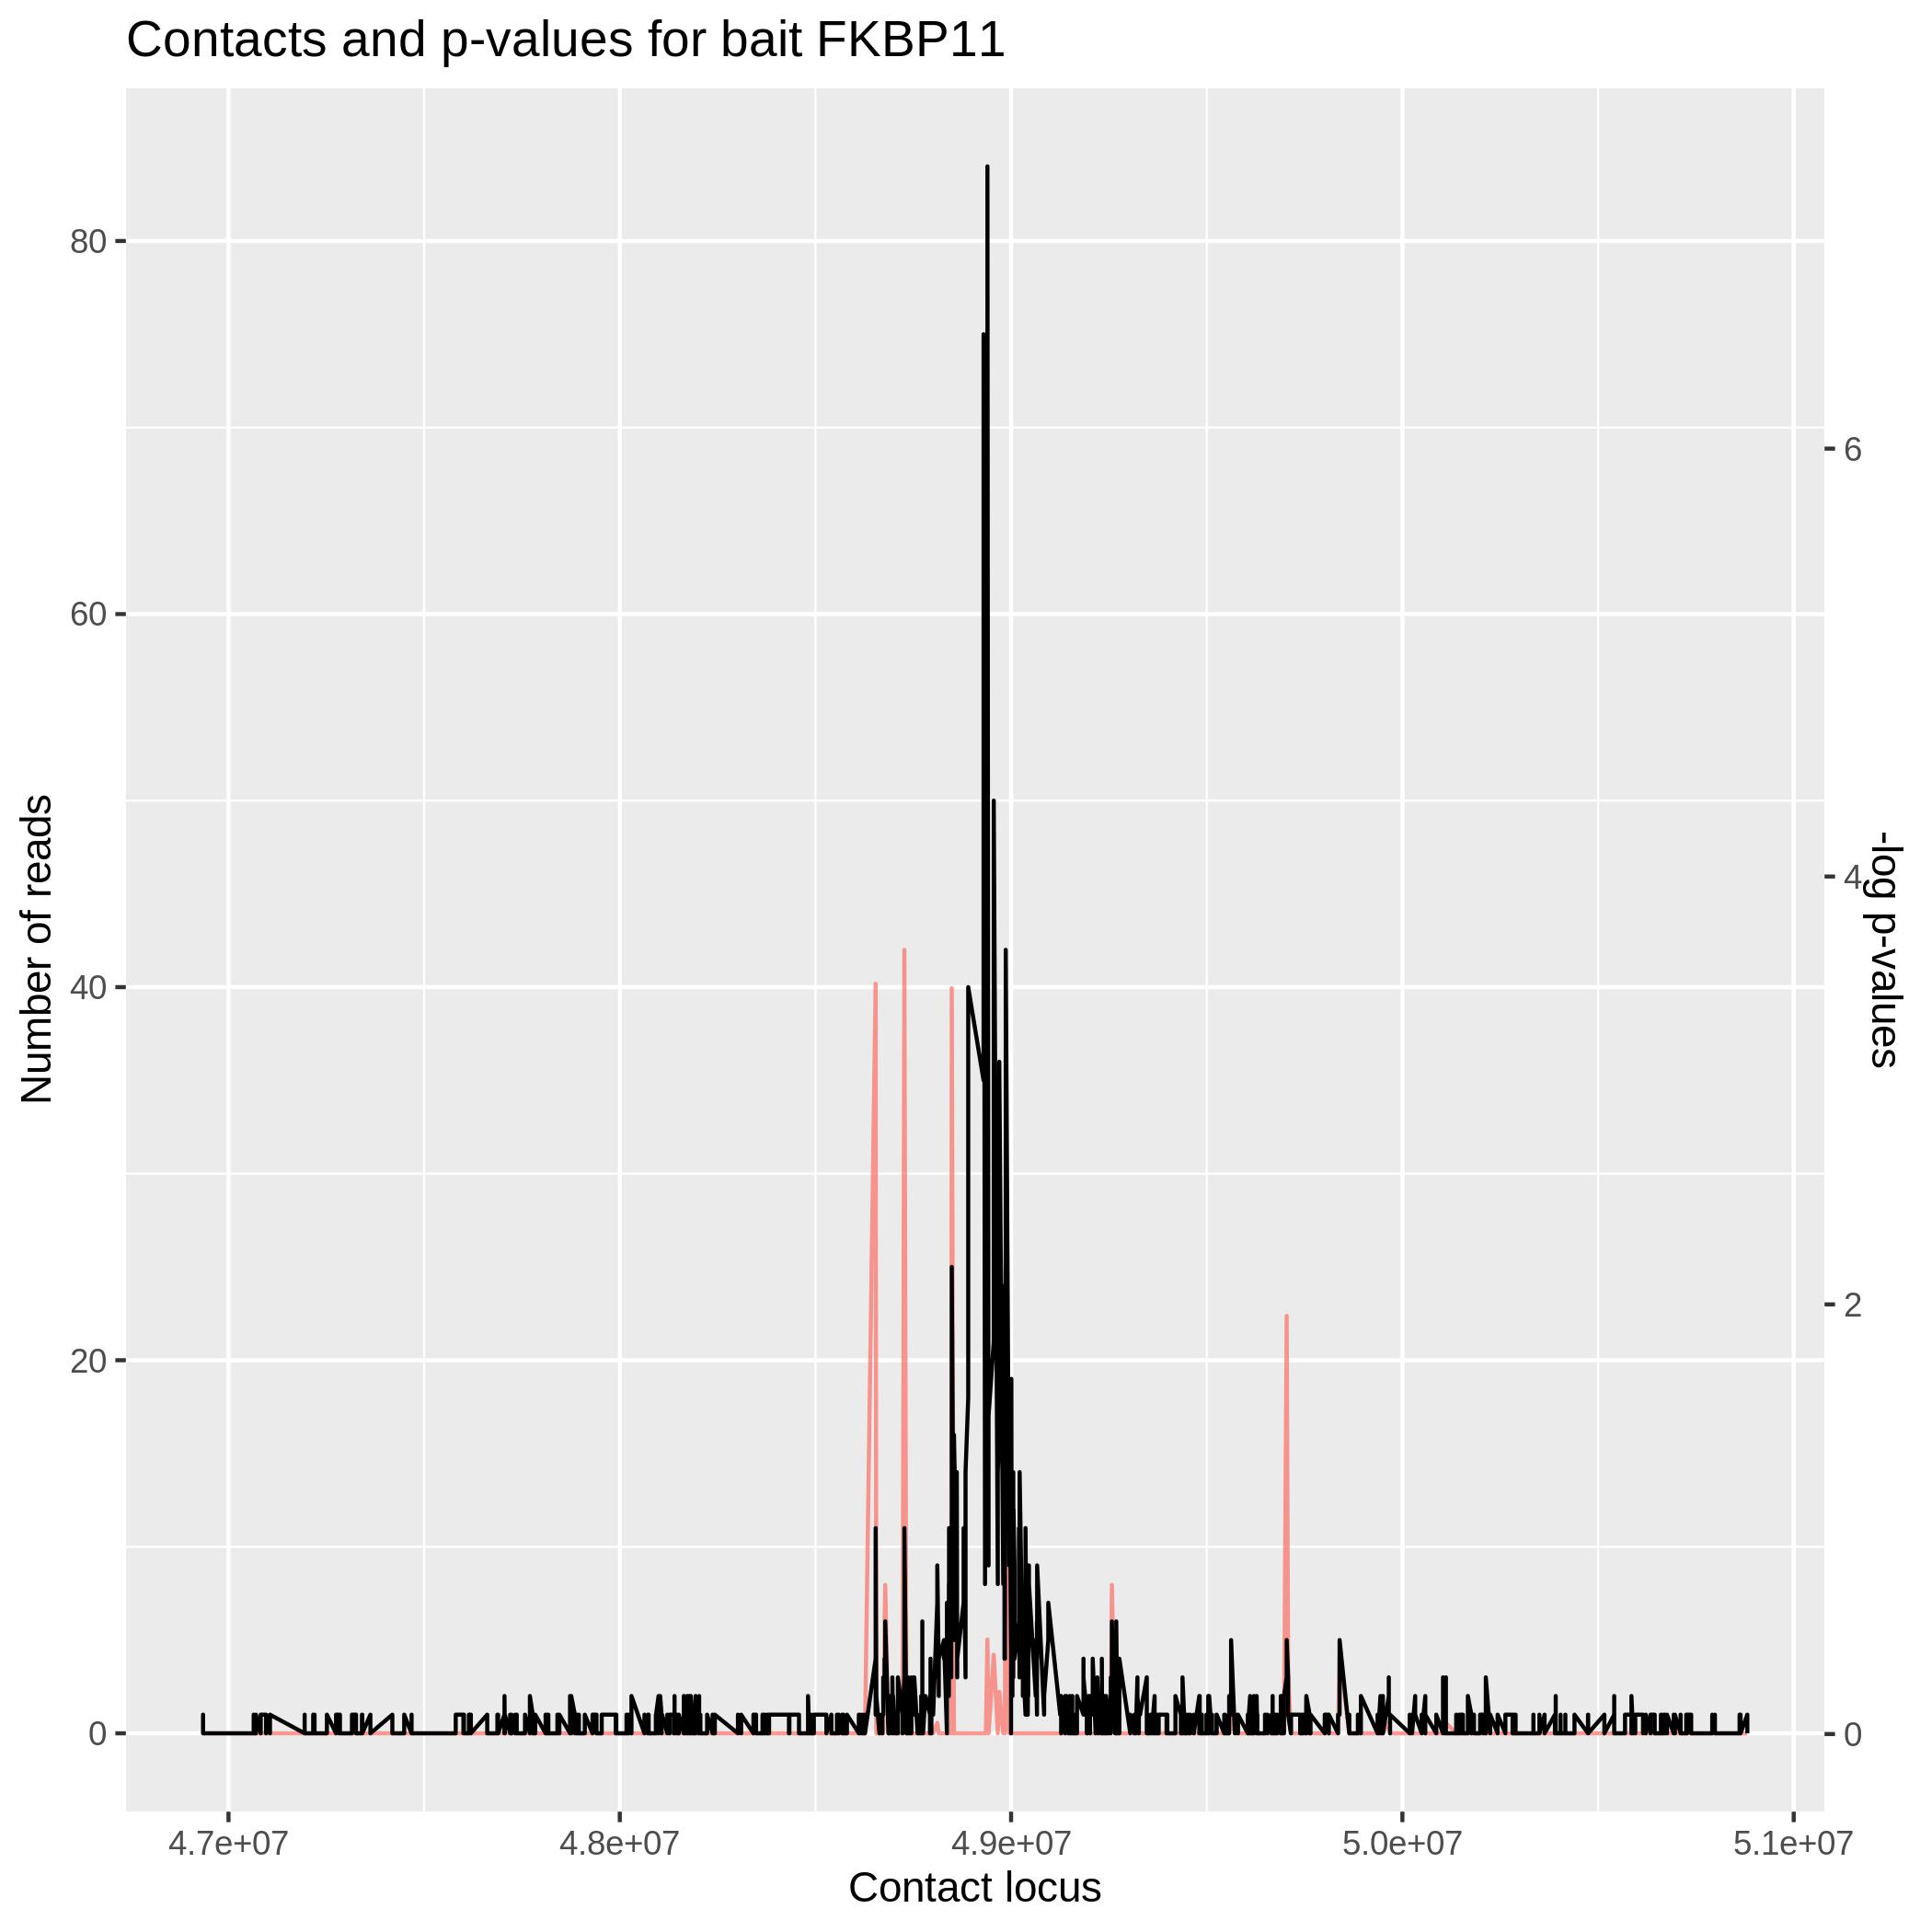 Contacts and p-values for bait FKBP11
80
60
40
20
0
6
4
2
0
Number of reads
-log p-values
4.7e+07 4.8e+07 4.9e+07 5.0e+07 5.1e+07
Contact locus